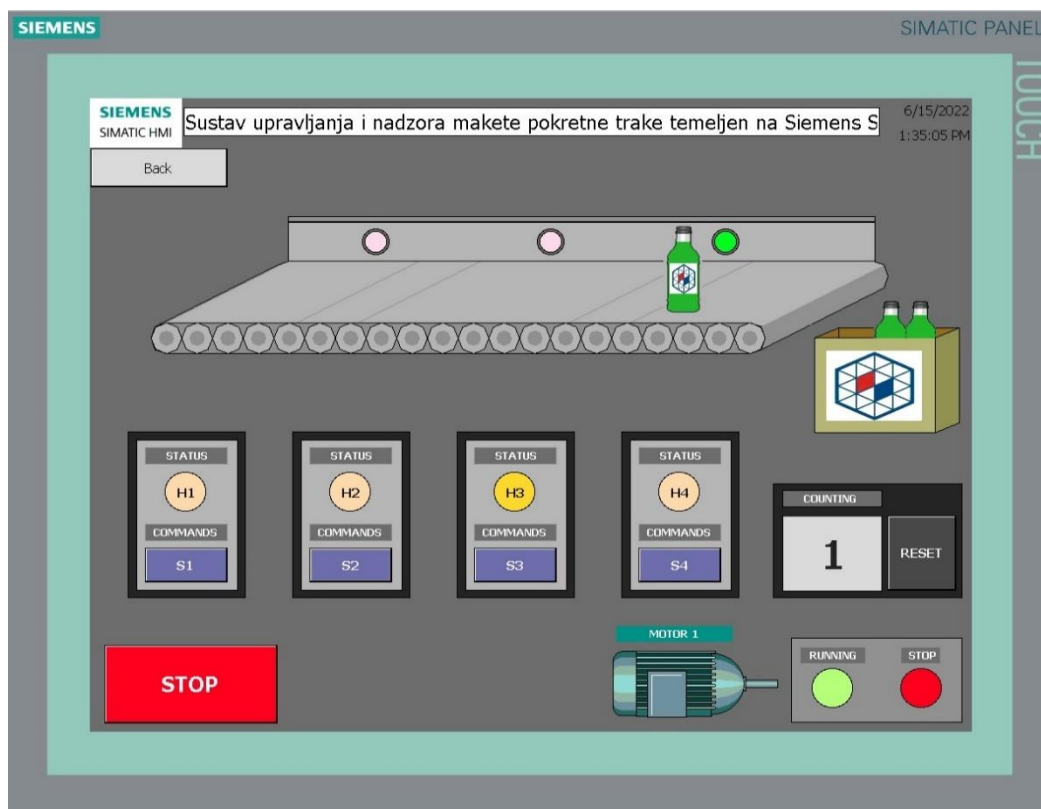 SIEMENS
SIMATIC PANEL
TOUCH
SIEMENS
SIMATIC HMI
Sustav upravljanja i nadzora makete pokretne trake temeljen na Siemens S
6/15/2022
1:35:05 PM
Back
STATUS
STATUS
STATUS
STATUS
H1
H2
H3
H4
COMMANDS
COMMANDS
COMMANDS
COMMANDS
S1
S2
S3
S4
COUNTING
1
RESET
MOTOR 1
RUNNING
STOP
STOP